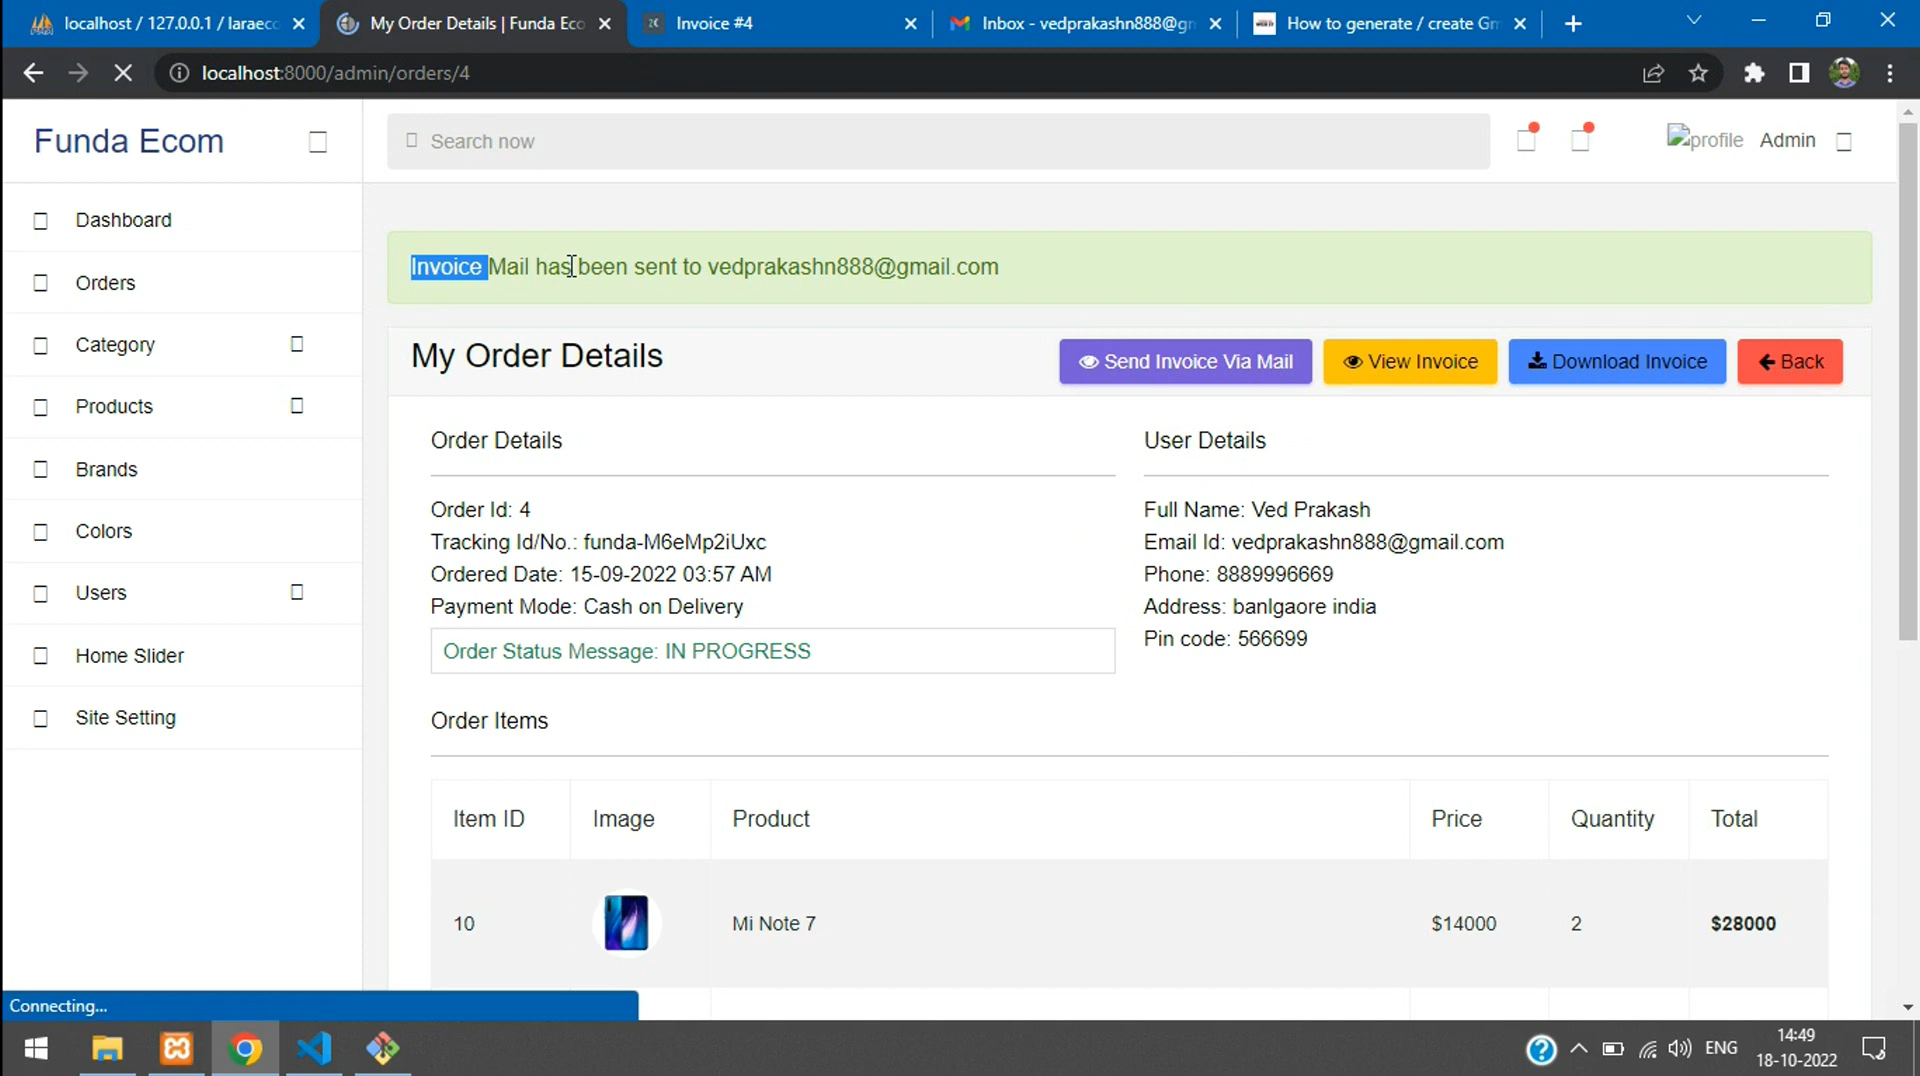 localhost / 127.0.0.1 / laraecc
My Order Details | Funda Eco
Invoice #4
Inbox - vedprakashn888@gm
How to generate / create Gm
localhost:8000/admin/orders/4
Funda Ecom
Search now
profile
Admin
Dashboard
Orders
Category
Products
Brands
Colors
Users
Home Slider
Site Setting
Invoice Mail has been sent to vedprakashn888@gmail.com
My Order Details
Send Invoice Via Mail
View Invoice
Download Invoice
Back
Order Details
Order Id: 4
Tracking Id/No.: funda-M6eMp2iUxc
Ordered Date: 15-09-2022 03:57 AM
Payment Mode: Cash on Delivery
Order Status Message: IN PROGRESS
User Details
Full Name: Ved Prakash
Email Id: vedprakashn888@gmail.com
Phone: 8889996669
Address: banlgaore india
Pin code: 566699
Order Items
Item ID Image Product Price Quantity Total
10 Mi Note 7 $14000 2 $28000
Connecting...
ENG
14:49
18-10-2022